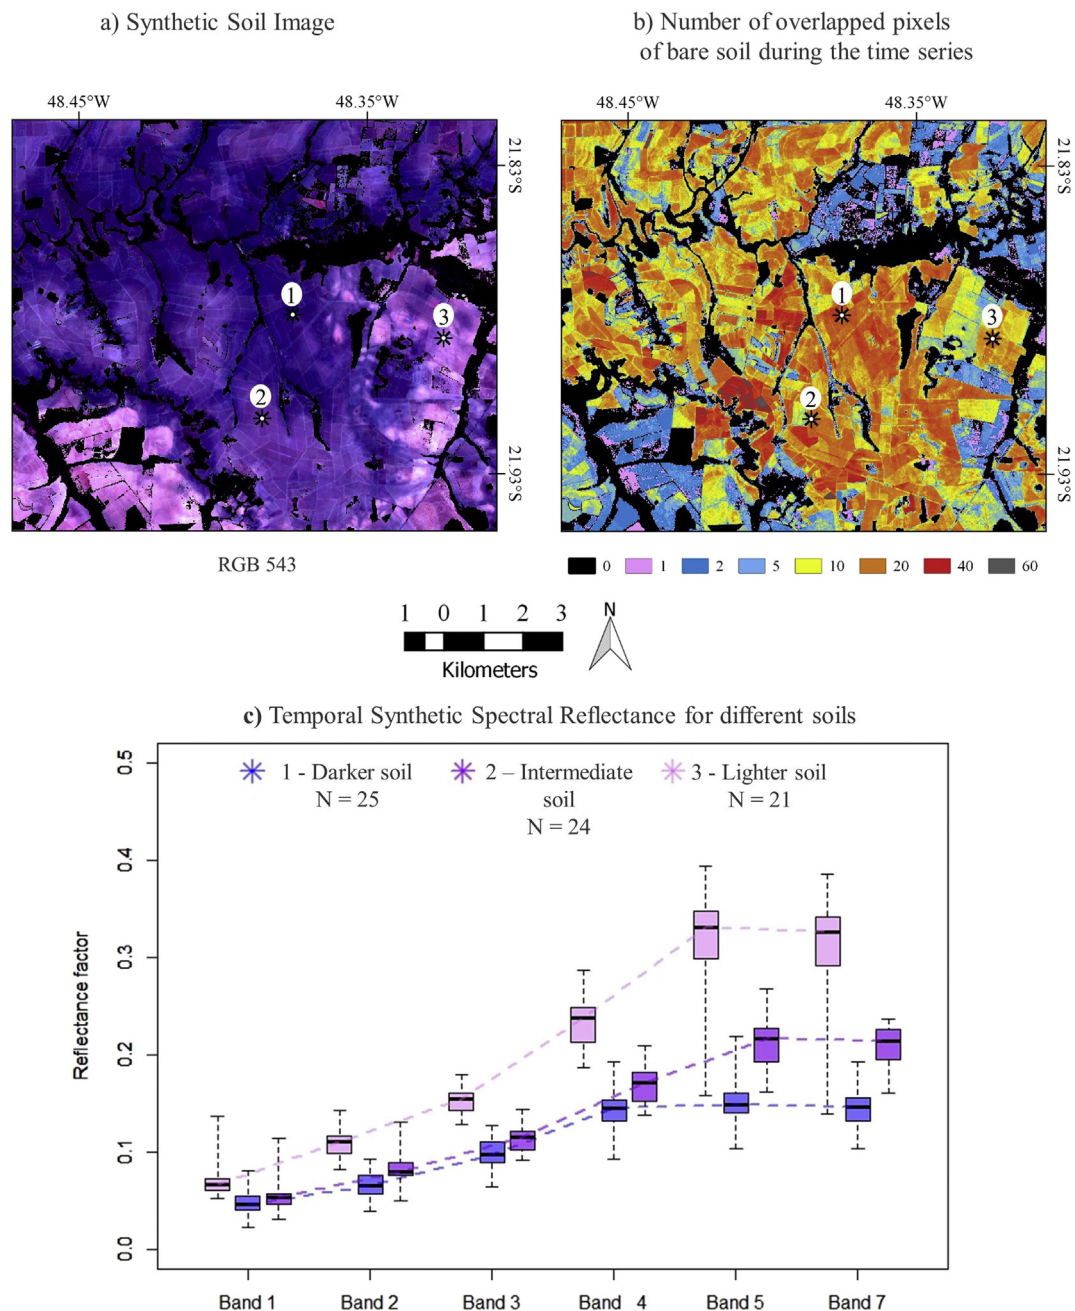 a) Synthetic Soil Image
b) Number of overlapped pixels
of bare soil during the time series
48.45°W
48.35°W
48.45°W
48.35°W
21.83°S
21.83°S
1
3
2
1
3
2
21.93°S
21.93°S
RGB 543
0 1 2 5 10 20 40 60
1 0 1 2 3
Kilometers
N
c) Temporal Synthetic Spectral Reflectance for different soils
1 - Darker soil
N = 25
2 – Intermediate
soil
N = 24
3 - Lighter soil
N = 21
Reflectance factor
0.5
0.4
0.3
0.2
0.1
0.0
Band 1 Band 2 Band 3 Band 4 Band 5 Band 7